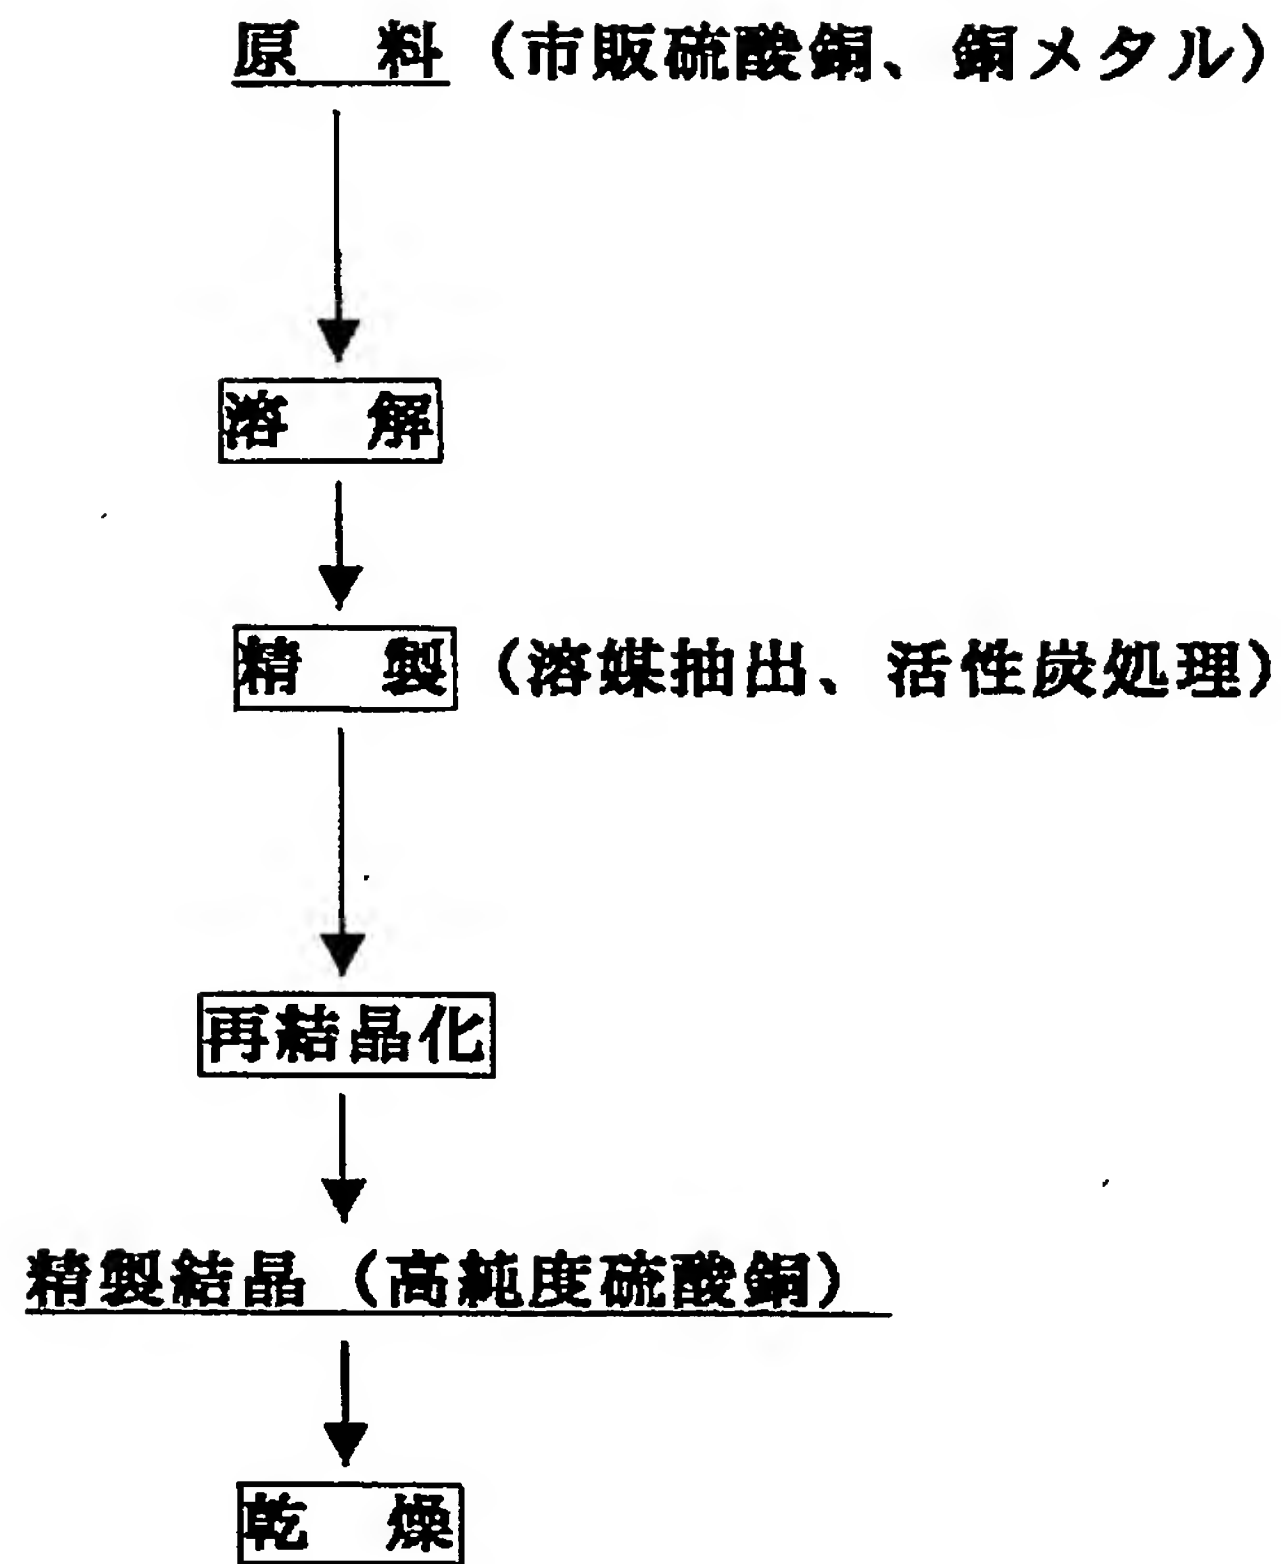 原　料（市販硫酸銅、銅メタル）
溶　解
精　製（溶媒抽出、活性炭処理）
再結晶化
精製結晶（高純度硫酸銅）
乾　燥